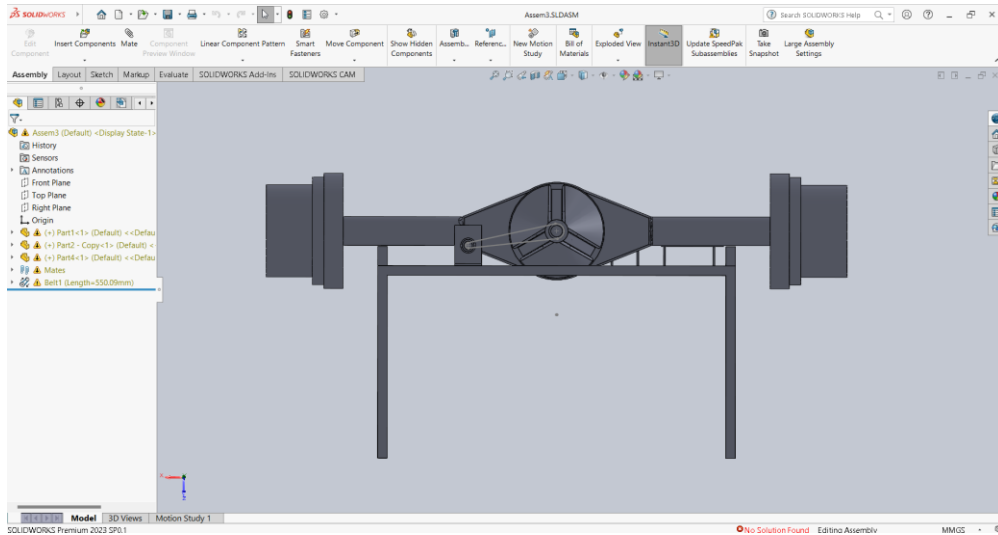 SOLIDWORKS
Assem3.SLDASM
Search SOLIDWORKS Help
Edit Component
Insert Components
Mate
Component Preview Window
Linear Component Pattern
Smart Fasteners
Move Component
Show Hidden Components
Assemb...
Referenc...
New Motion Study
Bill of Materials
Exploded View
Instant3D
Update SpeedPak Subassemblies
Take Snapshot
Large Assembly Settings
Assembly Layout Sketch Markup Evaluate SOLIDWORKS Add-Ins SOLIDWORKS CAM
Assem3 (Default) <Display State-1>
History
Sensors
Annotations
Front Plane
Top Plane
Right Plane
Origin
(+) Part1<1> (Default) <<Defau
(+) Part2 - Copy<1> (Default) <
(+) Part4<1> (Default) <<Defau
Mates
Belt1 (Length=550.09mm)
Model 3D Views Motion Study 1
SOLIDWORKS Premium 2023 SP0.1
No Solution Found Editing Assembly MMGS